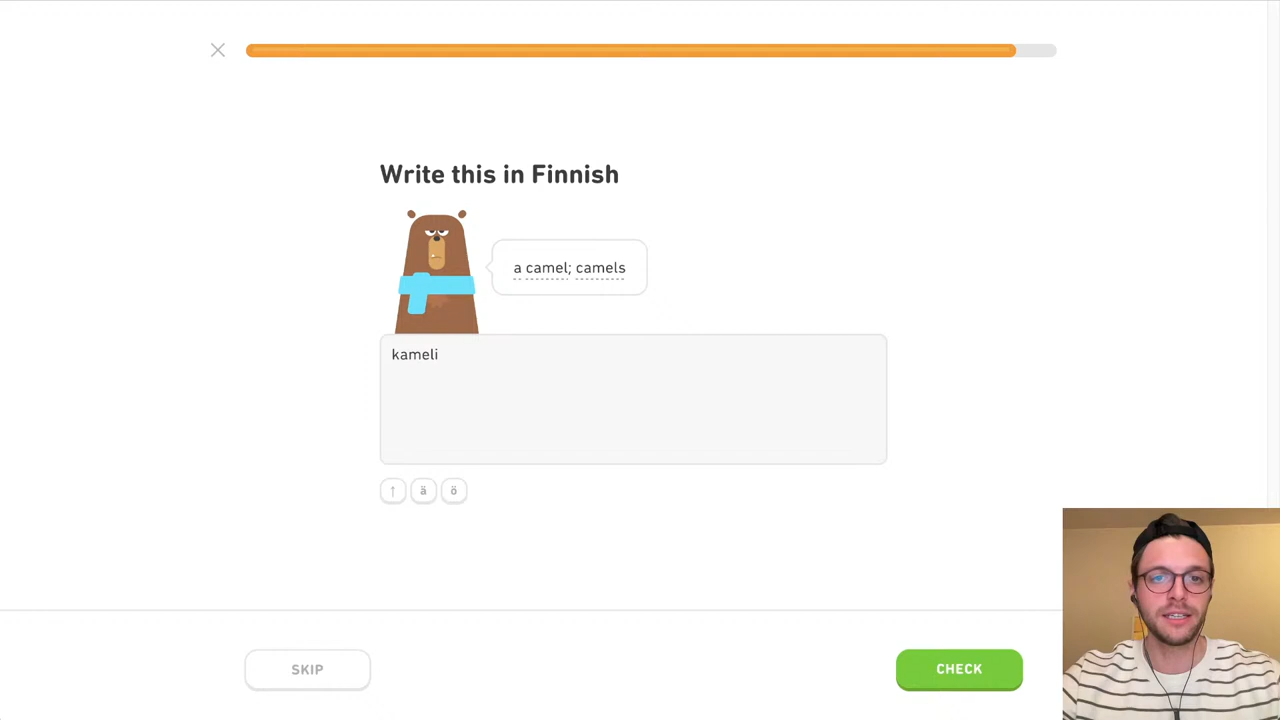 Write this in Finnish
a camel; camels
kameli
↑ ä ö
SKIP
CHECK